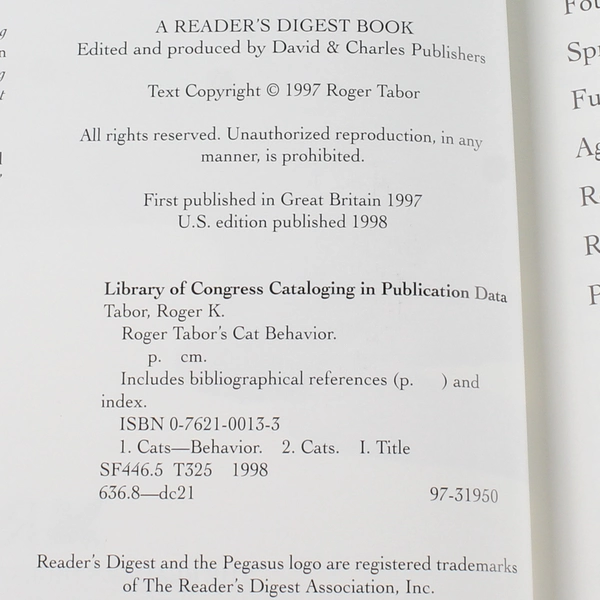 A READER'S DIGEST BOOK
Edited and produced by David & Charles Publishers
Text Copyright © 1997 Roger Tabor
All rights reserved. Unauthorized reproduction, in any
manner, is prohibited.
First published in Great Britain 1997
U.S. edition published 1998
Library of Congress Cataloging in Publication Data
Tabor, Roger K.
Roger Tabor's Cat Behavior.
p. cm.
Includes bibliographical references (p. ) and
index.
ISBN 0-7621-0013-3
1. Cats—Behavior. 2. Cats. I. Title
SF446.5 T325 1998
636.8—dc21 97-31950
Reader's Digest and the Pegasus logo are registered trademarks
of The Reader's Digest Association, Inc.